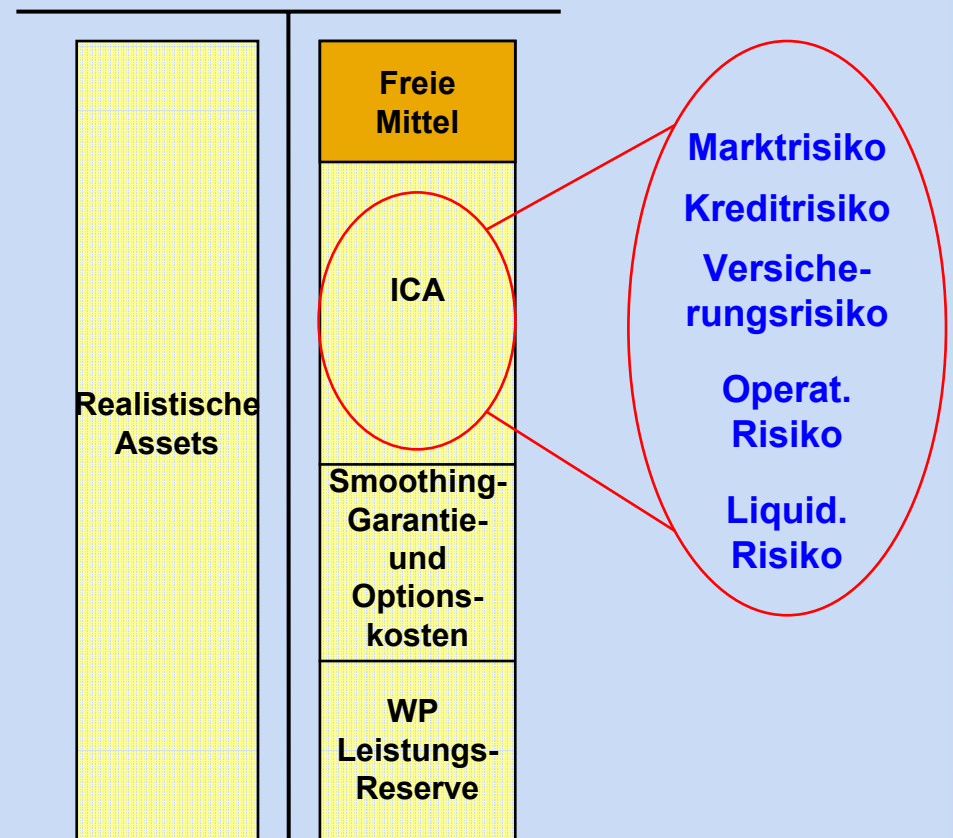 Realistische
Assets
Freie
Mittel
ICA
Smoothing-
Garantie-
und
Options-
kosten
WP
Leistungs-
Reserve
Marktrisiko
Kreditrisiko
Versiche-
rungsrisiko
Operat.
Risiko
Liquid.
Risiko